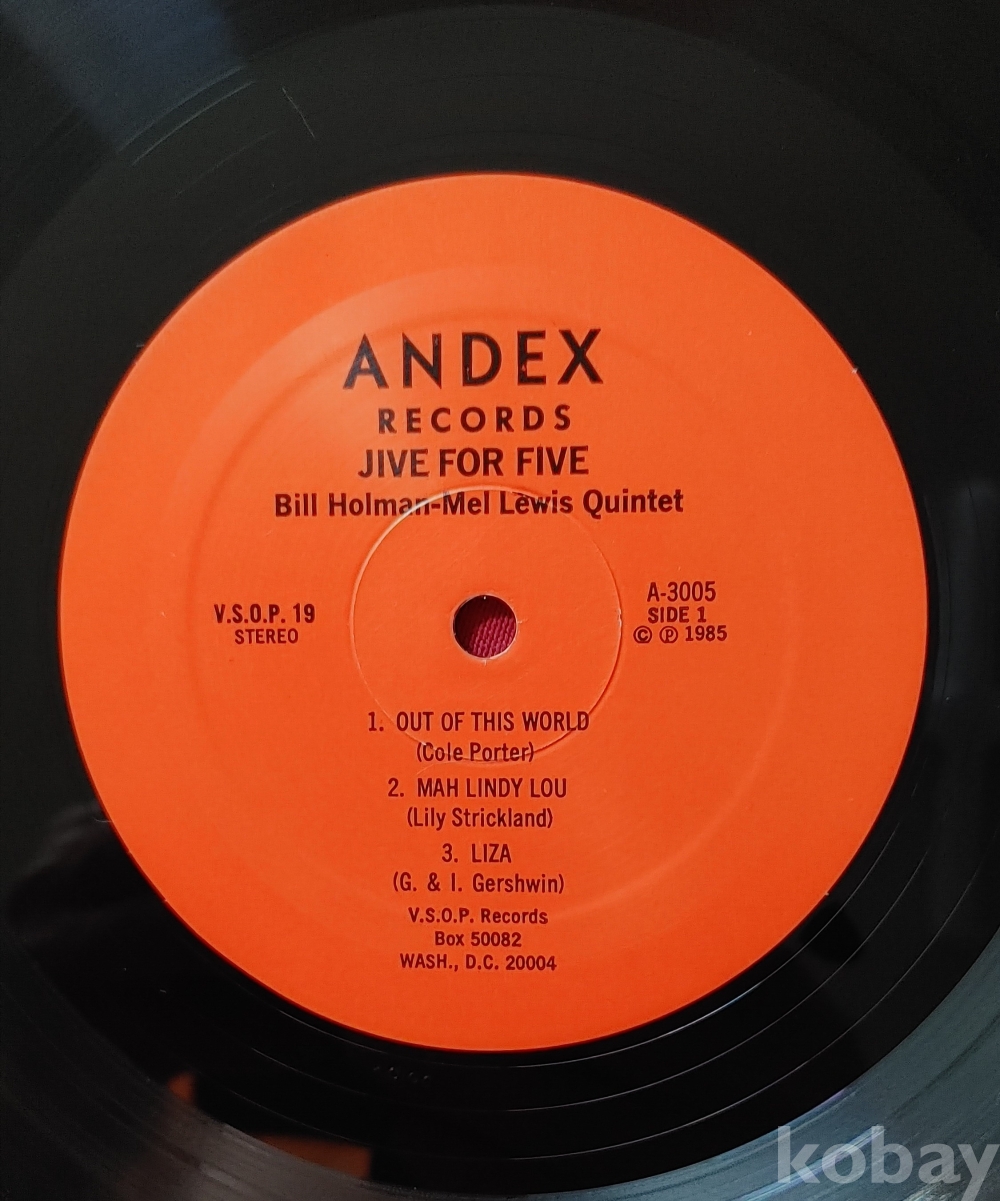 ANDEX
RECORDS
JIVE FOR FIVE
Bill Holman-Mel Lewis Quintet
V.S.O.P. 19
STEREO
A-3005
SIDE 1
© ℗ 1985
1. OUT OF THIS WORLD
(Cole Porter)
2. MAH LINDY LOU
(Lily Strickland)
3. LIZA
(G. & I. Gershwin)
V.S.O.P. Records
Box 50082
WASH., D.C. 20004
kobay